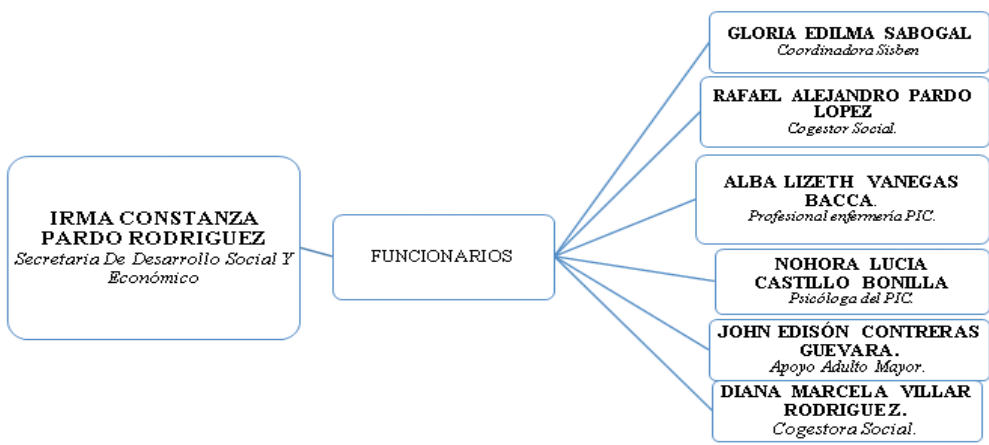 IRMA CONSTANZA
PARDO RODRIGUEZ
Secretaria De Desarrollo Social Y
Económico
FUNCIONARIOS
GLORIA EDILMA SABOGAL
Coordinadora Sisben
RAFAEL ALEJANDRO PARDO
LOPEZ
Cogestor Social.
ALBA LIZETH VANEGAS
BACCA.
Profesional enfermería PIC.
NOHORA LUCIA
CASTILLO BONILLA
Psicóloga del PIC.
JOHN EDISÓN CONTRERAS
GUEVARA.
Apoyo Adulto Mayor.
DIANA MARCELA VILLAR
RODRIGUEZ.
Cogestora Social.